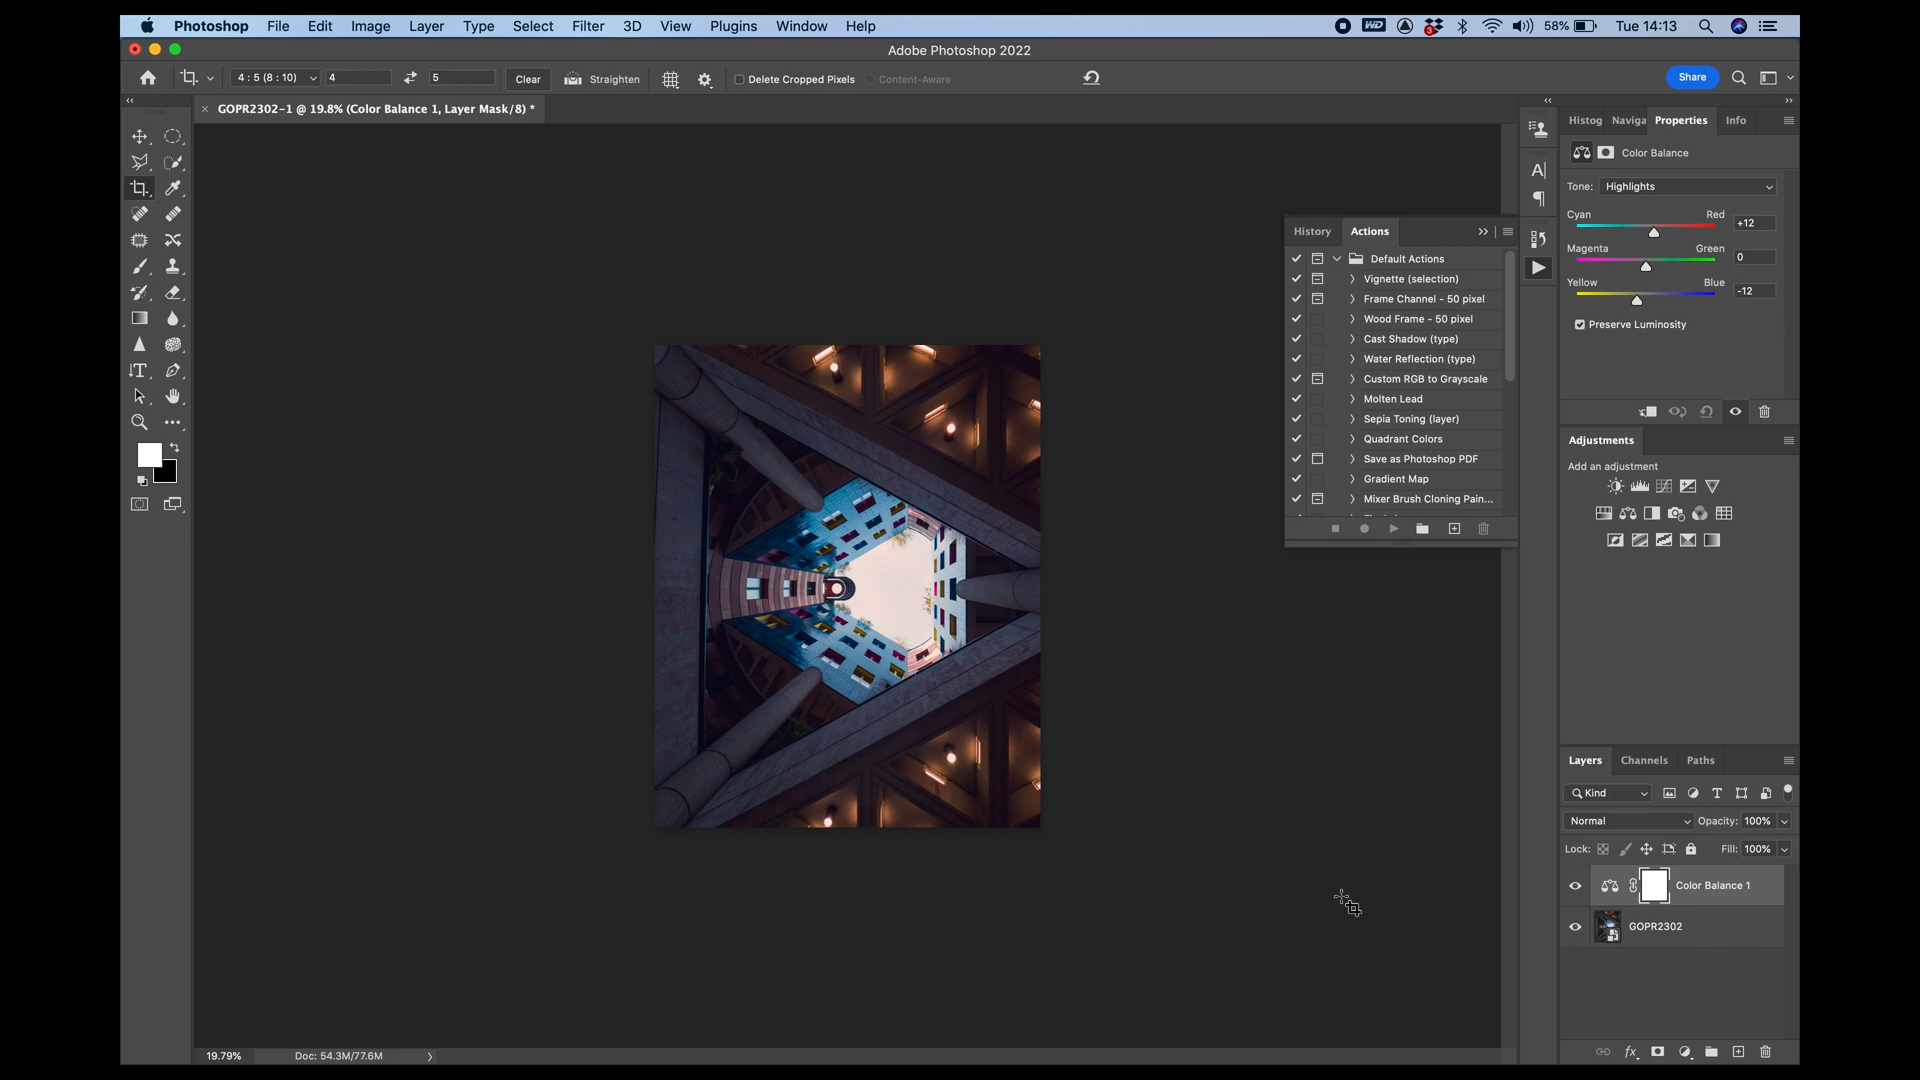 Photoshop File Edit Image Layer Type Select Filter 3D View Plugins Window Help 3 58% Tue 14:13
Adobe Photoshop 2022
4 : 5 (8 : 10) 4 5 Clear Straighten Delete Cropped Pixels Content-Aware Share
GOPR2302-1 @ 19.8% (Color Balance 1, Layer Mask/8) *
Histog Naviga Properties Info
Color Balance
Tone: Highlights
Cyan Red +12
Magenta Green 0
Yellow Blue -12
Preserve Luminosity
History Actions
Default Actions
Vignette (selection)
Frame Channel - 50 pixel
Wood Frame - 50 pixel
Cast Shadow (type)
Water Reflection (type)
Custom RGB to Grayscale
Molten Lead
Sepia Toning (layer)
Quadrant Colors
Save as Photoshop PDF
Gradient Map
Mixer Brush Cloning Pain...
Adjustments
Add an adjustment
Layers Channels Paths
Kind
Normal Opacity: 100%
Lock: Fill: 100%
Color Balance 1
GOPR2302
fx
19.79% Doc: 54.3M/77.6M